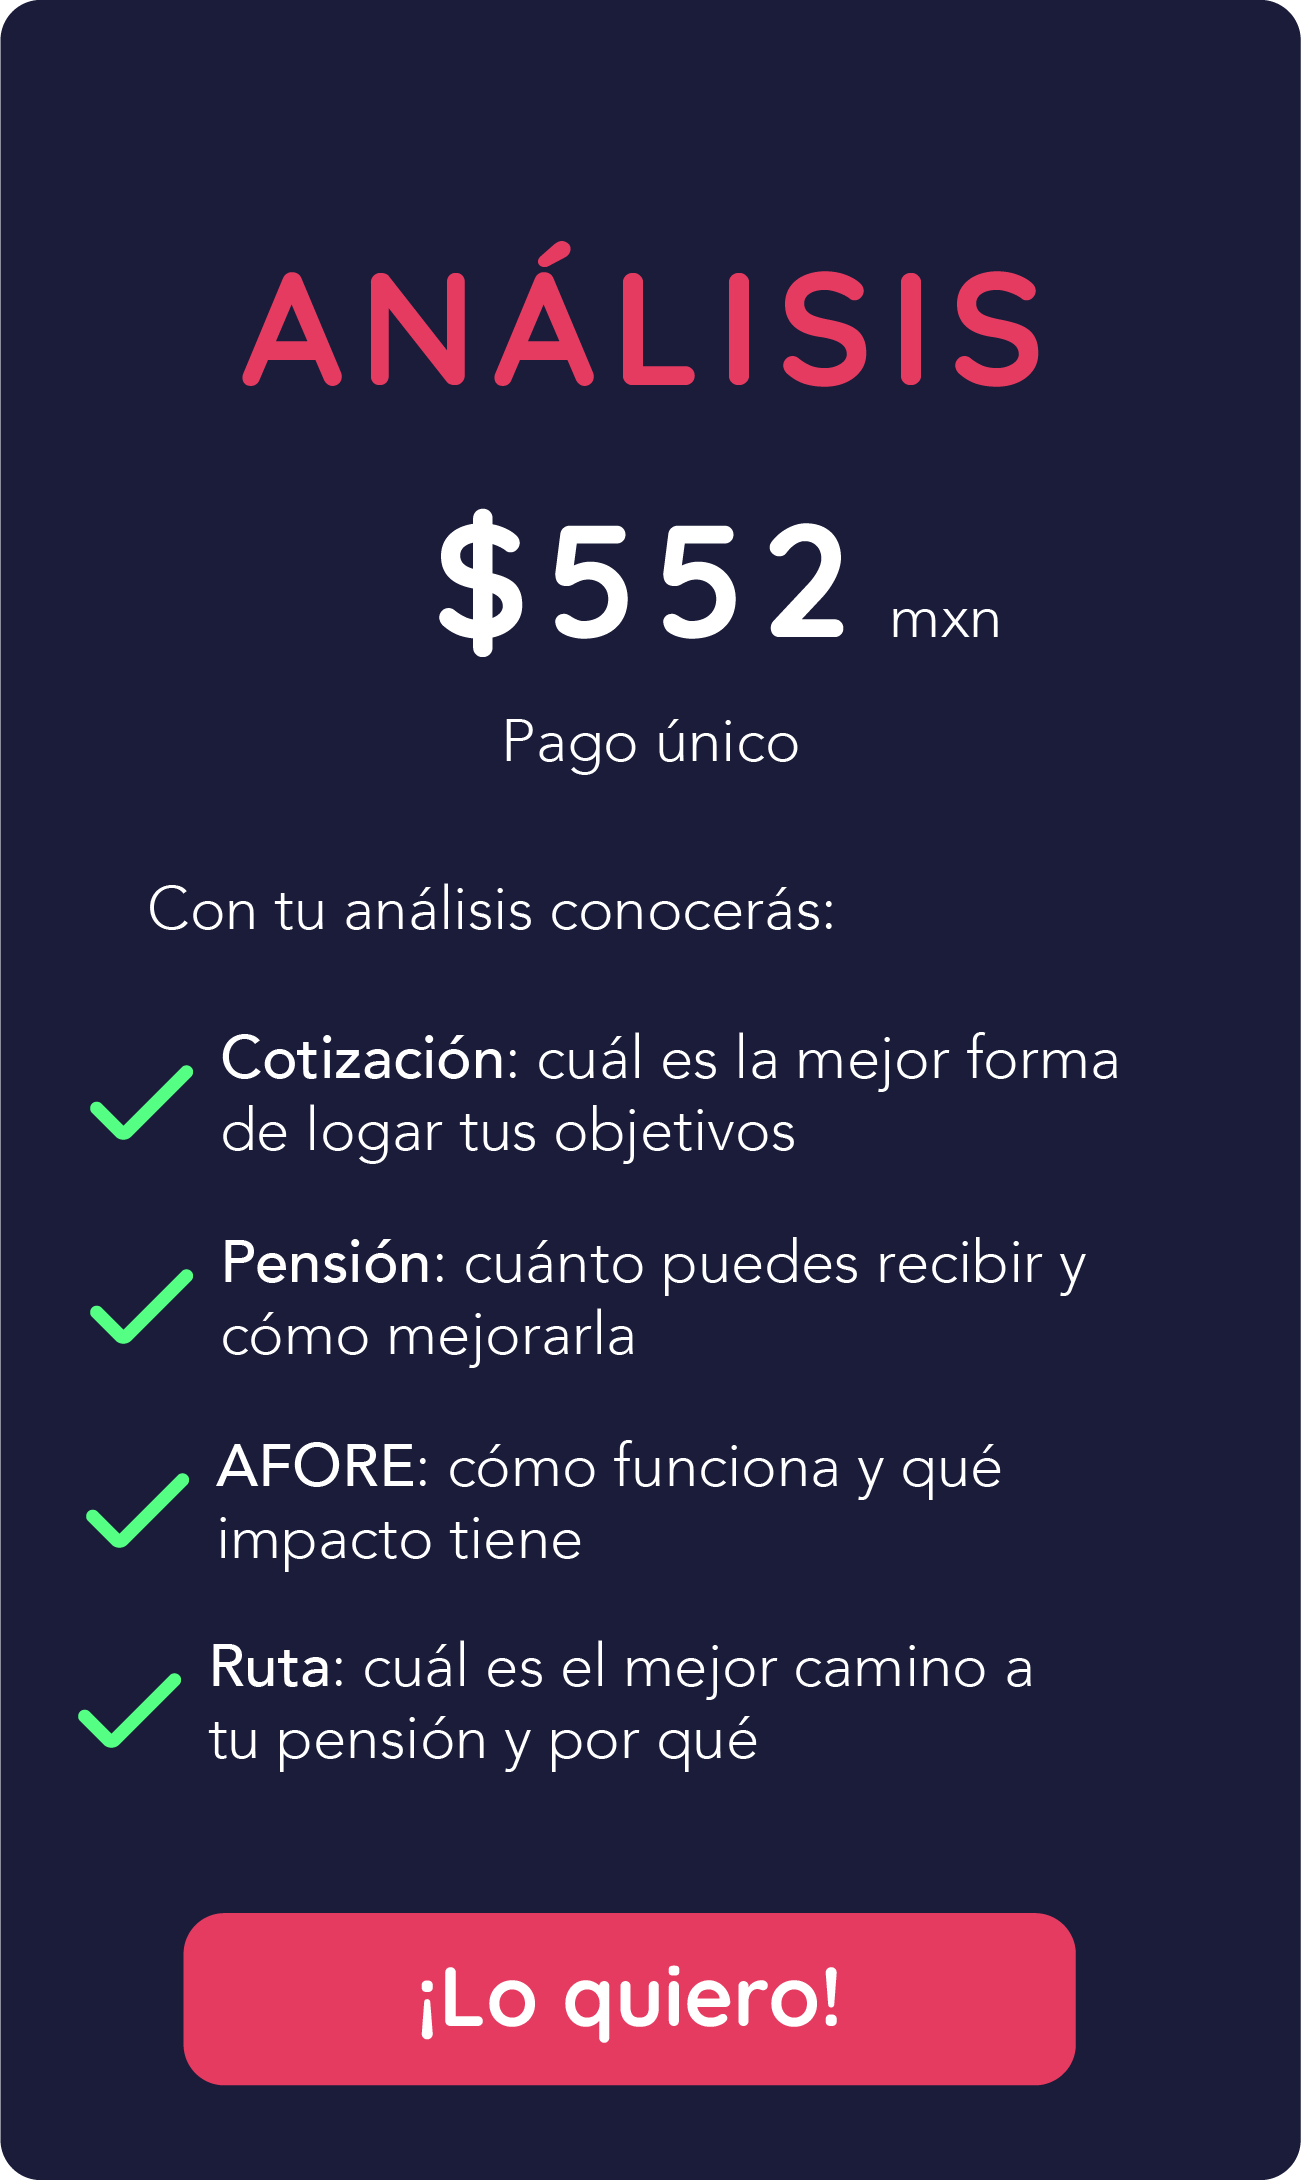 ANÁLISIS
$552 mxn
Pago único
Con tu análisis conocerás:
Cotización: cuál es la mejor forma
de logar tus objetivos
Pensión: cuánto puedes recibir y
cómo mejorarla
AFORE: cómo funciona y qué
impacto tiene
Ruta: cuál es el mejor camino a
tu pensión y por qué
¡Lo quiero!